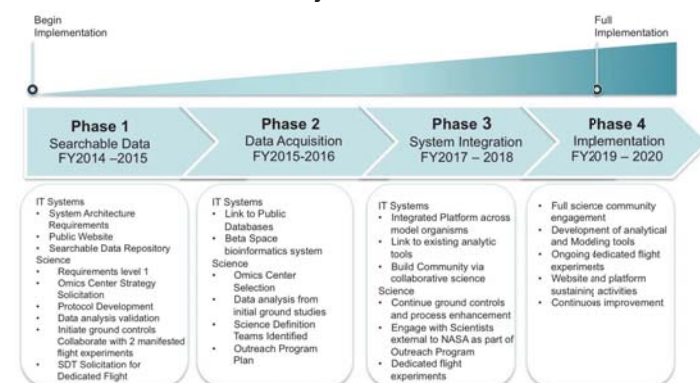 Begin
Implementation
Full
Implementation
Phase 1
Searchable Data
FY2014 –2015
Phase 2
Data Acquisition
FY2015-2016
Phase 3
System Integration
FY2017 – 2018
Phase 4
Implementation
FY2019 – 2020
IT Systems
• System Architecture
Requirements
• Public Website
• Searchable Data Repository
Science
• Requirements level 1
• Omics Center Strategy
Solicitation
• Protocol Development
• Data analysis validation
• Initiate ground controls
Collaborate with 2 manifested
flight experiments
• SDT Solicitation for
Dedicated Flight
IT Systems
• Link to Public
Databases
• Beta Space
bioinformatics system
Science
• Omics Center
Selection
• Data analysis from
initial ground studies
• Science Definition
Teams Identified
• Outreach Program
Plan
IT Systems
• Integrated Platform across
model organisms
• Link to existing analytic
tools
• Build Community via
collaborative science
Science
• Continue ground controls
and process enhancement
• Engage with Scientists
external to NASA as part of
Outreach Program
• Dedicated flight
experiments
• Full science community
engagement
• Development of analytical
and Modeling tools
• Ongoing dedicated flight
experiments
• Website and platform
sustaining activities
• Continuous improvement